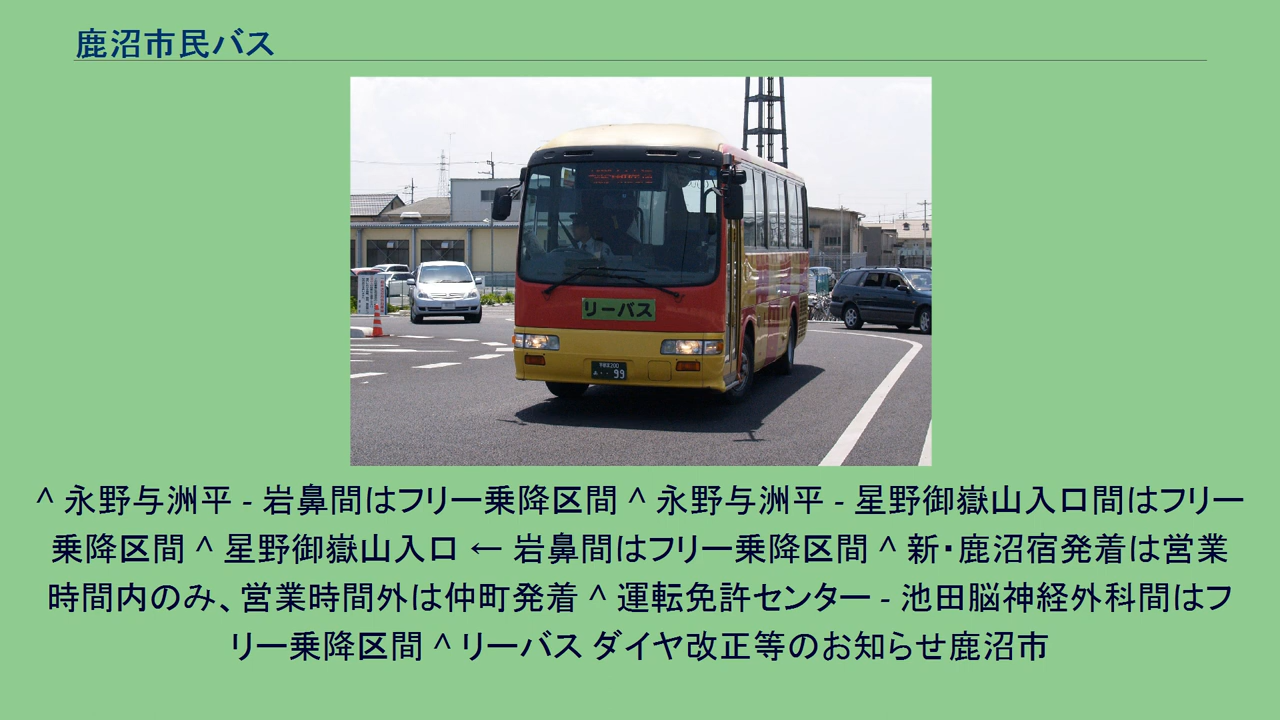 鹿沼市民バス
リーバス
99
^ 永野与洲平 - 岩鼻間はフリー乗降区間 ^ 永野与洲平 - 星野御嶽山入口間はフリー
乗降区間 ^ 星野御嶽山入口 ← 岩鼻間はフリー乗降区間 ^ 新・鹿沼宿発着は営業
時間内のみ、営業時間外は仲町発着 ^ 運転免許センター - 池田脳神経外科間はフ
リー乗降区間 ^ リーバス ダイヤ改正等のお知らせ鹿沼市